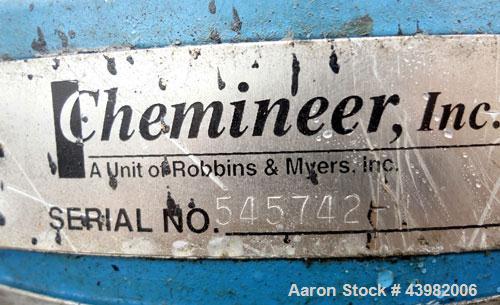 Chemineer, Inc.
A Unit of Robbins & Myers, Inc.
SERIAL NO. 545742-
Aaron Stock # 43982006